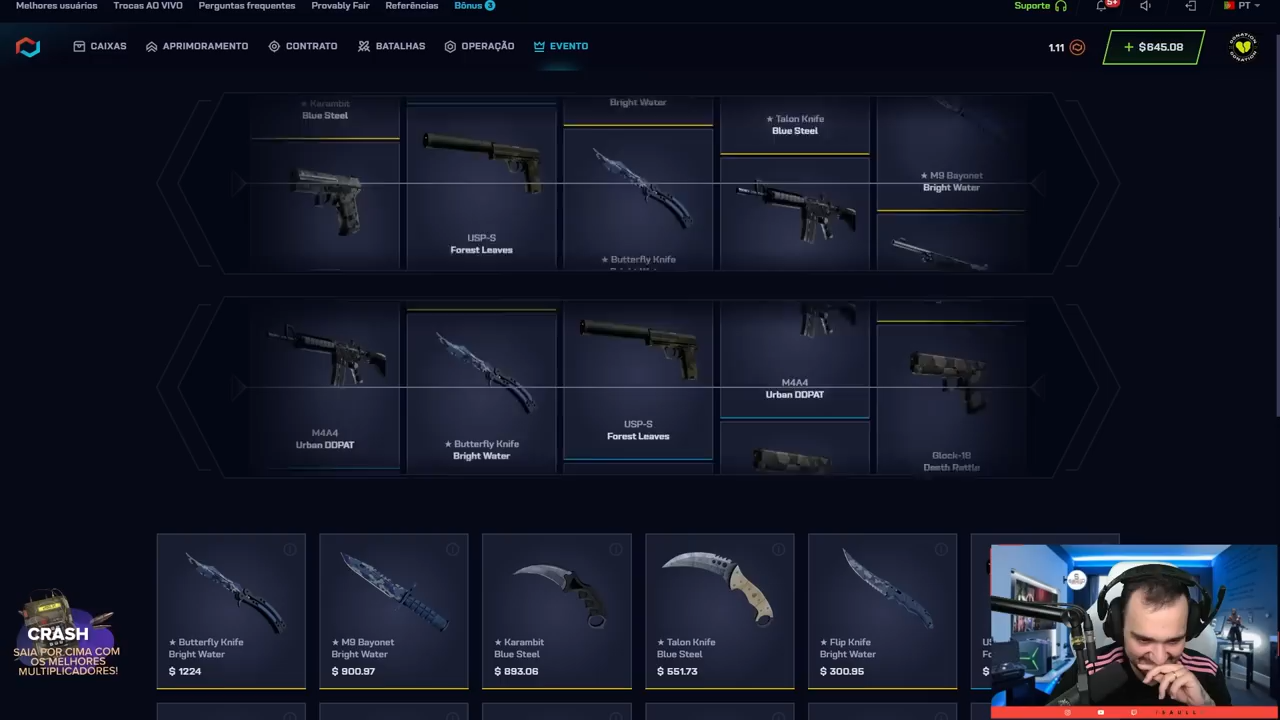 Melhores usuários Trocas AO VIVO Perguntas frequentes Provably Fair Referências Bônus 3 Suporte 5+ PT
CAIXAS APRIMORAMENTO CONTRATO BATALHAS OPERAÇÃO EVENTO 1.11 + $645.08
DONATION
DONATION
★ Karambit
Blue Steel
Bright Water
★ Talon Knife
Blue Steel
★ M9 Bayonet
Bright Water
USP-S
Forest Leaves
★ Butterfly Knife
M4A4
Urban DDPAT
★ Butterfly Knife
Bright Water
USP-S
Forest Leaves
M4A4
Urban DDPAT
Glock-18
Death Rattle
★ Butterfly Knife
Bright Water
$ 1224
★ M9 Bayonet
Bright Water
$ 900.97
★ Karambit
Blue Steel
$ 893.06
★ Talon Knife
Blue Steel
$ 551.73
★ Flip Knife
Bright Water
$ 300.95
CRASH
SAIA POR CIMA COM
OS MELHORES
MULTIPLICADORES!